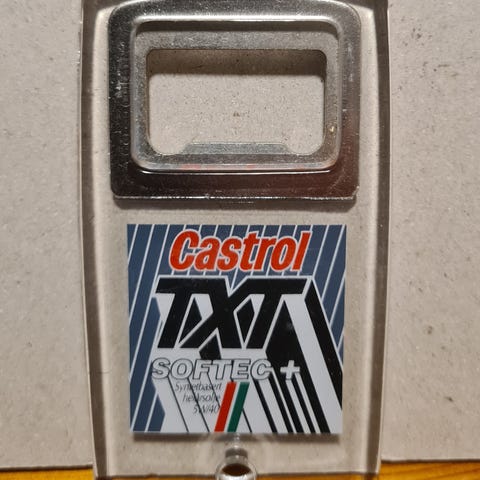 Castrol
TXT
SOFTEC +
Syntetbasert
helårsolje
5W/40